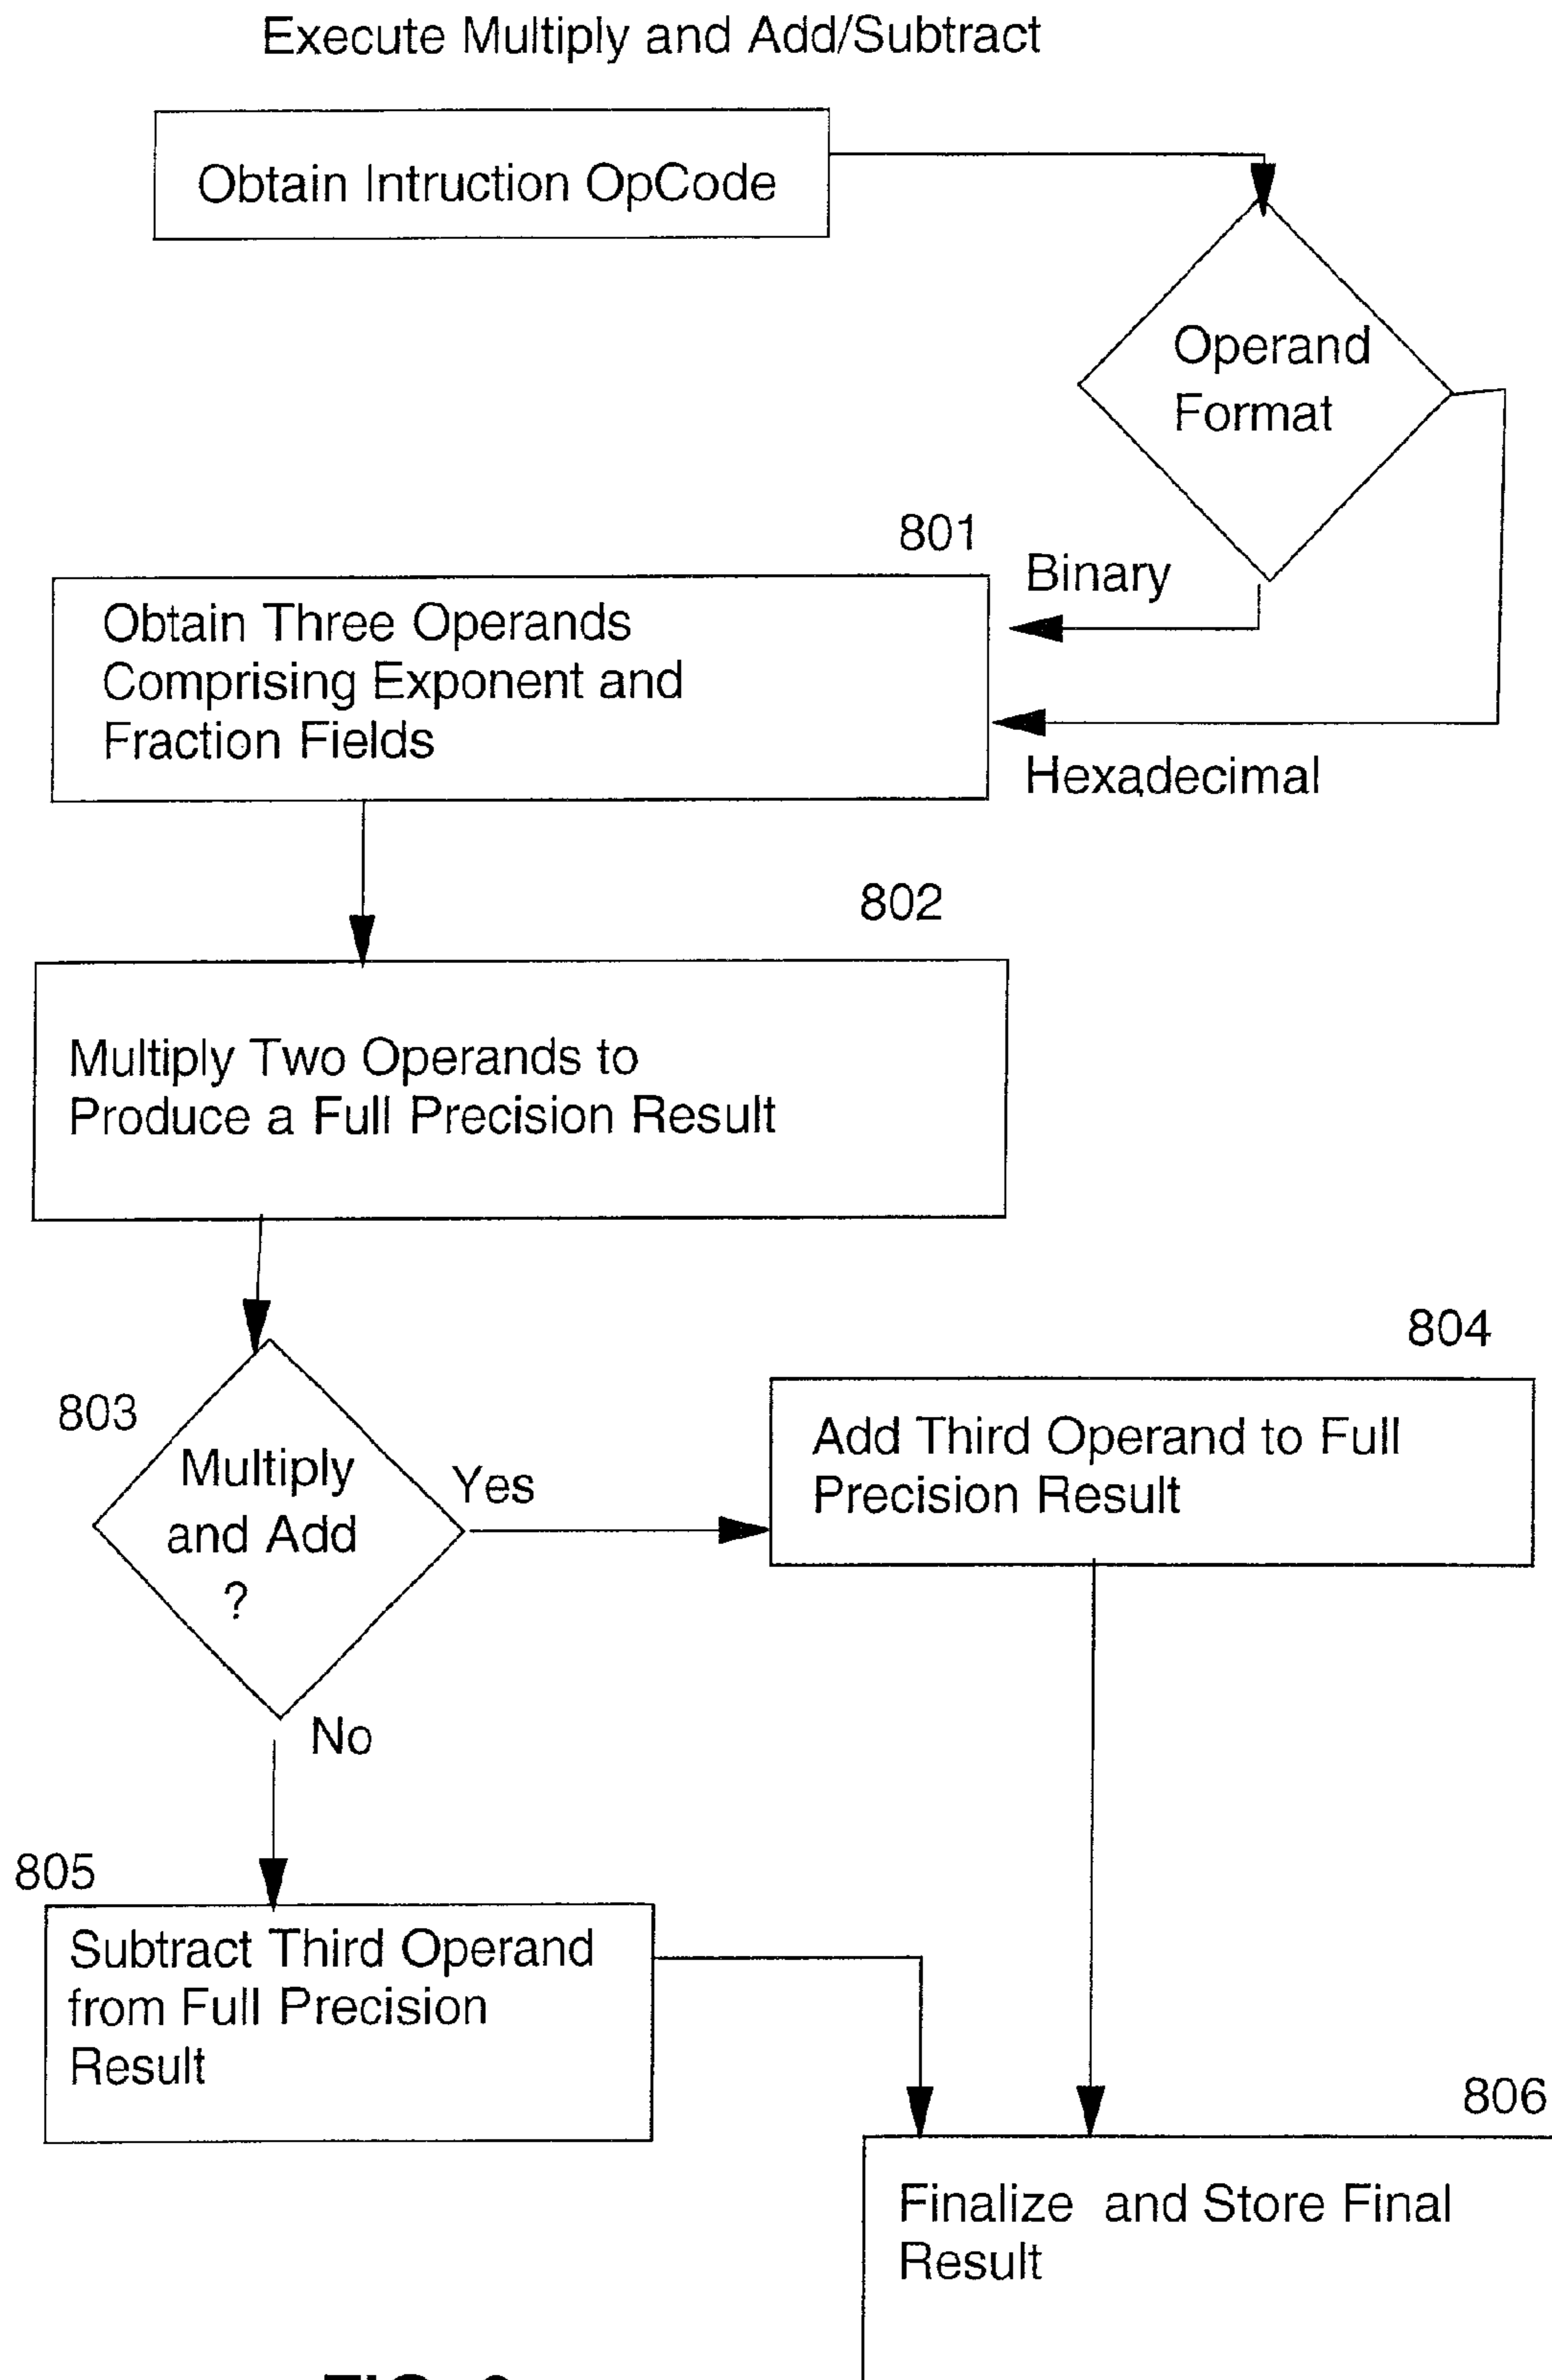 Execute Multiply and Add/Subtract
Obtain Intruction OpCode
Operand
Format
801
Binary
Obtain Three Operands
Comprising Exponent and
Fraction Fields
Hexadecimal
802
Multiply Two Operands to
Produce a Full Precision Result
803
Multiply
and Add
?
Yes
804
Add Third Operand to Full
Precision Result
No
805
Subtract Third Operand
from Full Precision
Result
806
Finalize and Store Final
Result